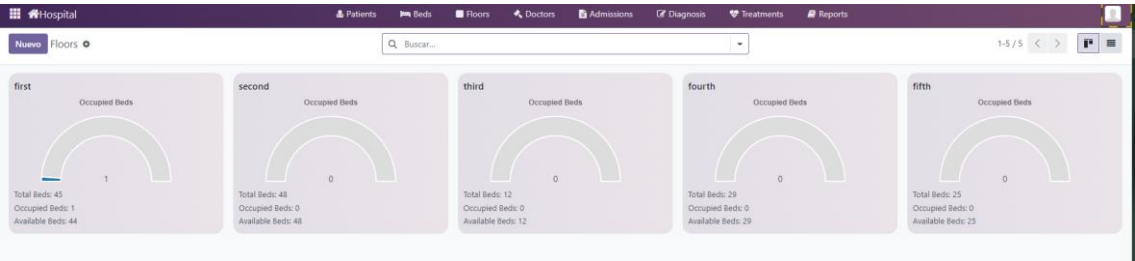 Hospital
Patients Beds Floors Doctors Admissions Diagnosis Treatments Reports
Nuevo Floors Buscar... 1-5 / 5
first
Occupied Beds
1
Total Beds: 45
Occupied Beds: 1
Available Beds: 44
second
Occupied Beds
0
Total Beds: 48
Occupied Beds: 0
Available Beds: 48
third
Occupied Beds
0
Total Beds: 12
Occupied Beds: 0
Available Beds: 12
fourth
Occupied Beds
0
Total Beds: 29
Occupied Beds: 0
Available Beds: 29
fifth
Occupied Beds
0
Total Beds: 25
Occupied Beds: 0
Available Beds: 25